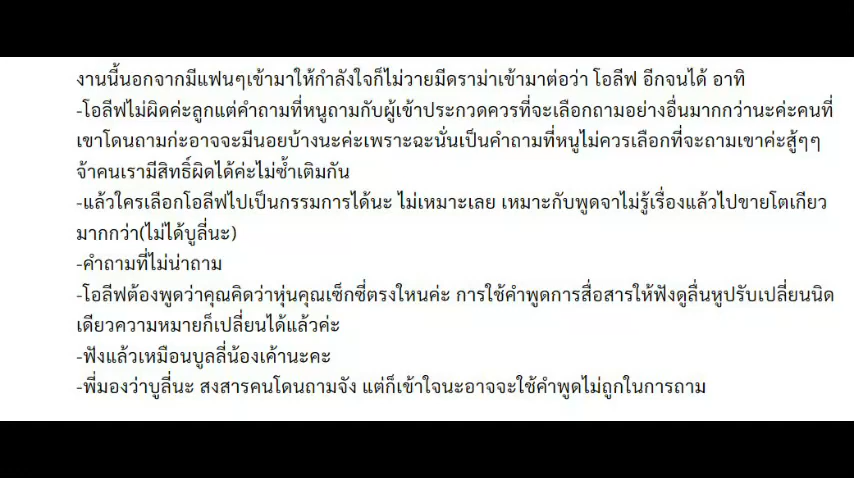 งานนี้นอกจากมีแฟนๆเข้ามาให้กำลังใจก็ไม่วายมีดราม่าเข้ามาต่อว่า โอลีฟ อีกจนได้ อาทิ
-โอลีฟไม่ผิดค่ะลูกแต่คำถามที่หนูถามกับผู้เข้าประกวดควรที่จะเลือกถามอย่างอื่นมากกว่านะค่ะคนที่
เขาโดนถามก่ะอาจจะมีนอยบ้างนะค่ะเพราะฉะนั่นเป็นคำถามที่หนูไม่ควรเลือกที่จะถามเขาค่ะสู้ๆๆ
จ้าคนเรามีสิทธิ์ผิดได้ค่ะไม่ซ้ำเติมกัน
-แล้วใครเลือกโอลีฟไปเป็นกรรมการได้นะ ไม่เหมาะเลย เหมาะกับพูดจาไม่รู้เรื่องแล้วไปขายโตเกียว
มากกว่า(ไม่ได้บูลี่นะ)
-คำถามที่ไม่น่าถาม
-โอลีฟต้องพูดว่าคุณคิดว่าหุ่นคุณเซ็กซี่ตรงใหนค่ะ การใช้คำพูดการสื่อสารให้ฟังดูลื่นหูปรับเปลี่ยนนิด
เดียวความหมายก็เปลี่ยนได้แล้วค่ะ
-ฟังแล้วเหมือนบูลลี่น้องเค้านะคะ
-พี่มองว่าบูลี่นะ สงสารคนโดนถามจัง แต่ก็เข้าใจนะอาจจะใช้คำพูดไม่ถูกในการถาม